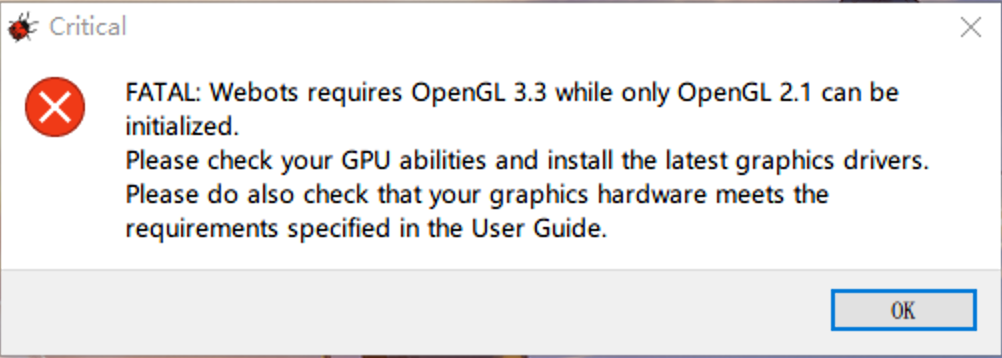 Critical
FATAL: Webots requires OpenGL 3.3 while only OpenGL 2.1 can be
initialized.
Please check your GPU abilities and install the latest graphics drivers.
Please do also check that your graphics hardware meets the
requirements specified in the User Guide.
OK